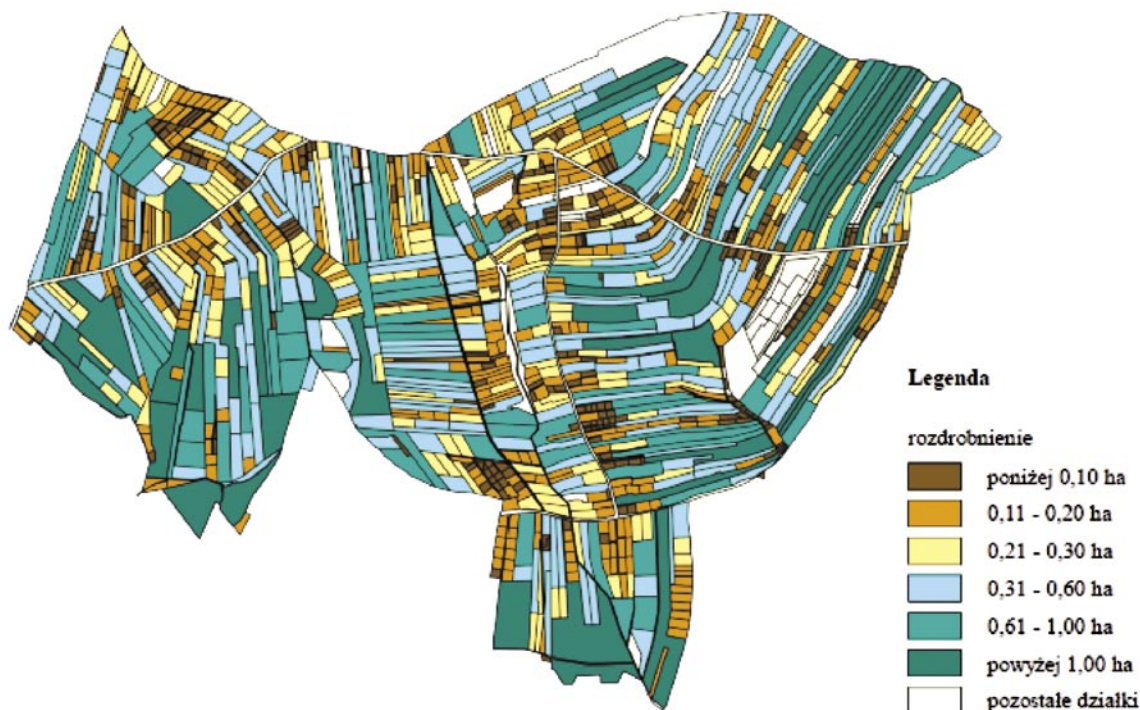 Legenda
rozdrobnienie
poniżej 0,10 ha
0,11 - 0,20 ha
0,21 - 0,30 ha
0,31 - 0,60 ha
0,61 - 1,00 ha
powyżej 1,00 ha
pozostałe działki